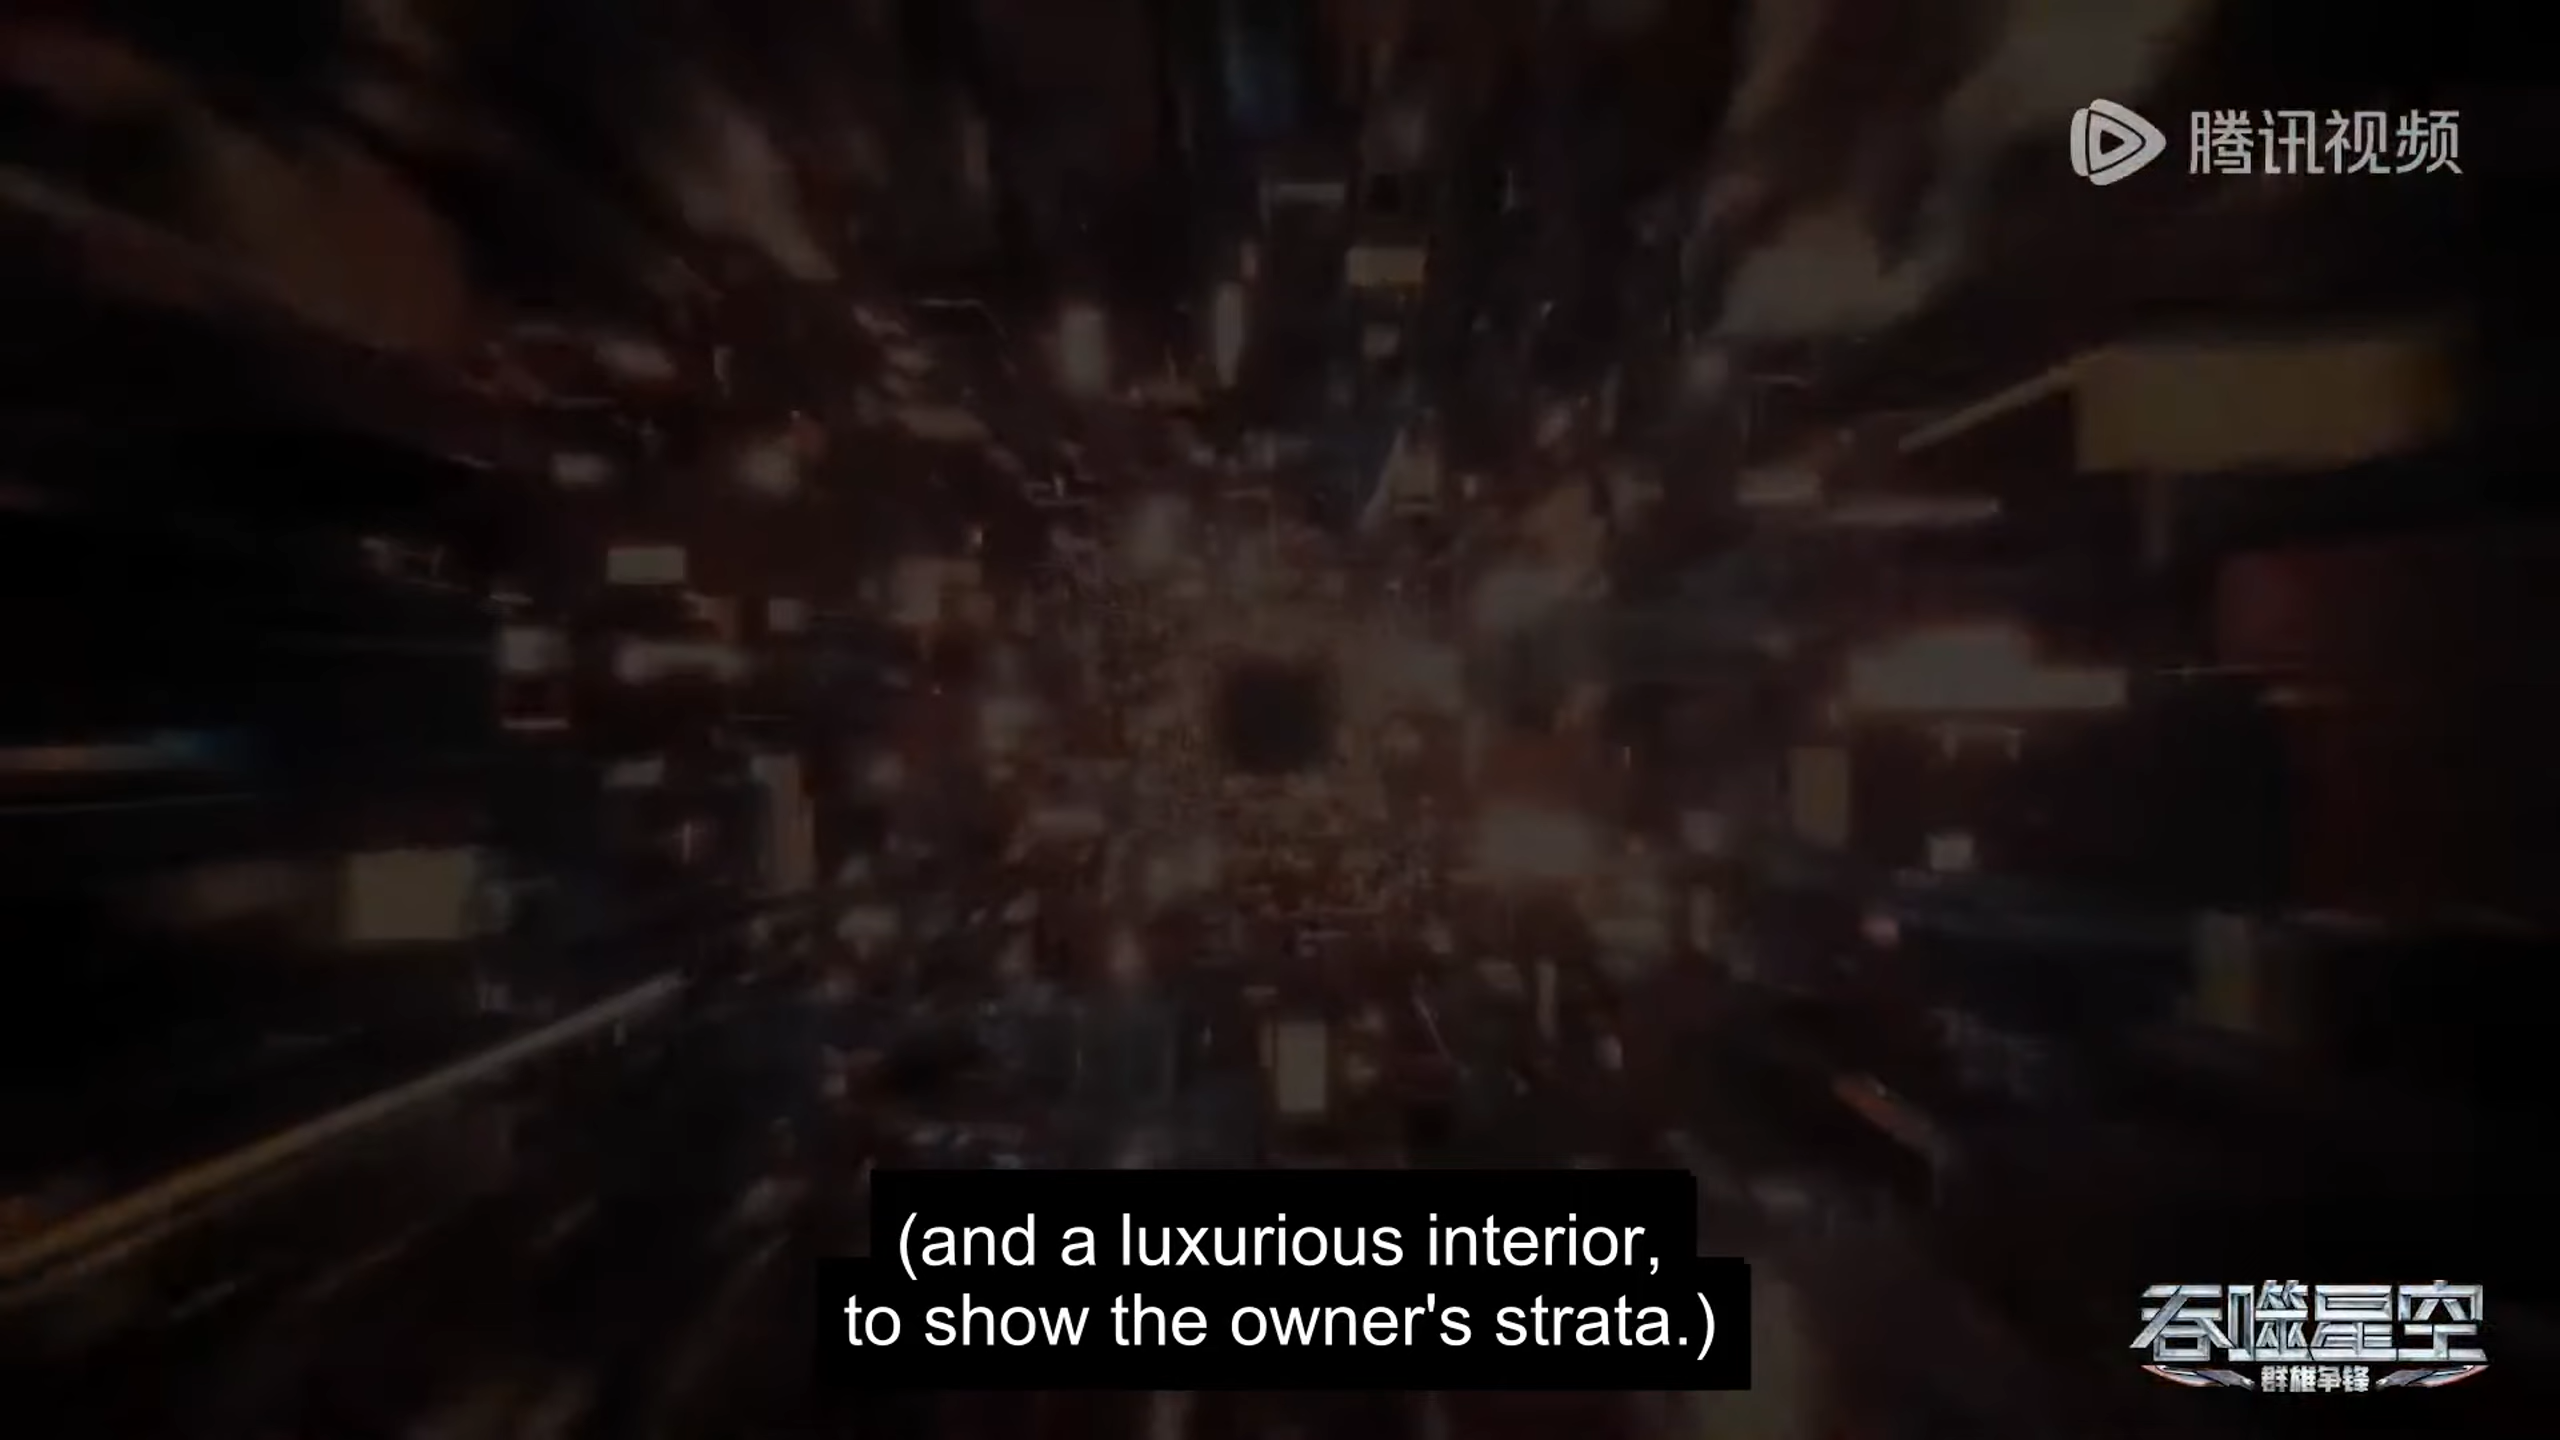 腾讯视频
(and a luxurious interior,
to show the owner's strata.)
吞噬星空
群雄争锋